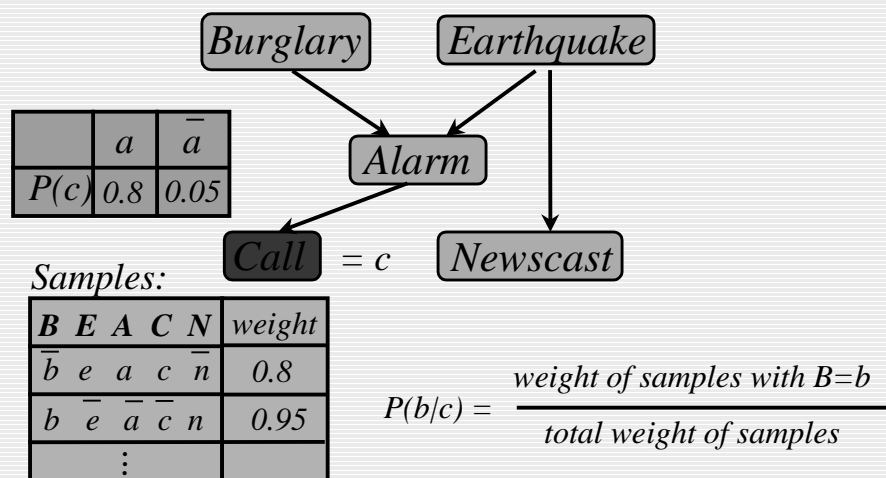 Burglary Earthquake
a a̅
P(c) 0.8 0.05
Alarm
Call = c Newscast
Samples:
B E A C N weight
b̅ e a c n̅ 0.8
b e̅ a̅ c̅ n 0.95
⋮
P(b|c) = weight of samples with B=b
total weight of samples